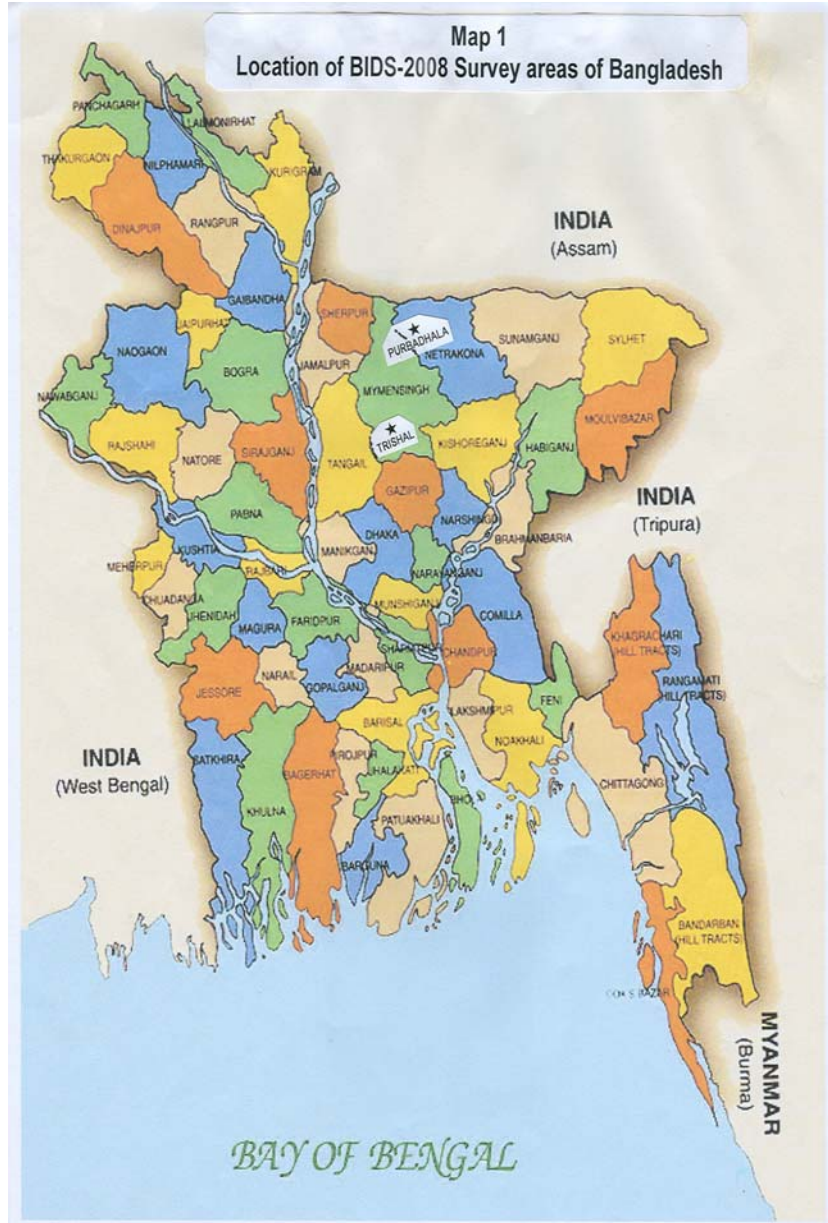 Map 1
Location of BIDS-2008 Survey areas of Bangladesh
PANCHAGARH
LALMONIRHAT
THAKURGAON
NILPHAMARI
KURIGRAM
DINAJPUR
RANGPUR
INDIA
(Assam)
GAIBANDHA
JAIPURHAT
SHERPUR
PURBADHALA
NETRAKONA
SUNAMGANJ
SYLHET
NAOGAON
BOGRA
JAMALPUR
MYMENSINGH
NAWABGANJ
MOULVIBAZAR
RAJSHAHI
NATORE
SIRAJGANJ
TANGAIL
TRISHAL
KISHOREGANJ
HABIGANJ
GAZIPUR
INDIA
(Tripura)
PABNA
DHAKA
NARSHINGDI
BRAHMANBARIA
KUSHTIA
MANIKGANJ
MEHERPUR
RAJBARI
NARAYANGANJ
CHUADANGA
JHENIDAH
MUNSHIGANJ
FARIDPUR
MAGURA
COMILLA
KHAGRACHARI
(HILL TRACTS)
CHANDPUR
MADARIPUR
NARAIL
GOPALGANJ
JESSORE
RANGAMATI
(HILL TRACTS)
FENI
LAKSHMIPUR
BARISAL
NOAKHALI
INDIA
(West Bengal)
SATKHIRA
PIROJPUR
BAGERHAT
JHALAKATI
CHITTAGONG
KHULNA
PATUAKHALI
BARGUNA
BANDARBAN
(HILL TRACTS)
COX'S BAZAR
MYANMAR
(Burma)
BAY OF BENGAL